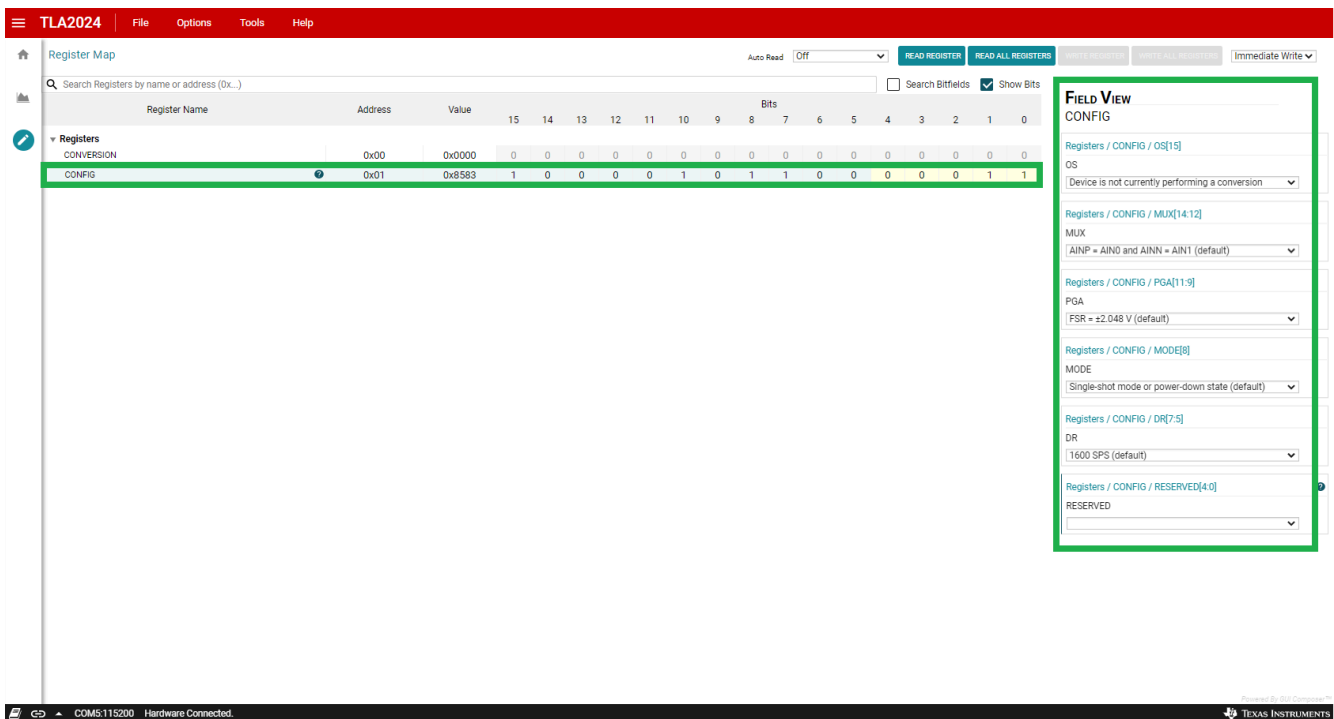 TLA2024 File Options Tools Help
Register Map Auto Read Off READ REGISTER READ ALL REGISTERS WRITE REGISTER WRITE ALL REGISTERS Immediate Write
Search Registers by name or address (0x...) Search Bitfields Show Bits
Register Name Address Value Bits
15 14 13 12 11 10 9 8 7 6 5 4 3 2 1 0
Registers
CONVERSION 0x00 0x0000 0 0 0 0 0 0 0 0 0 0 0 0 0 0 0 0
CONFIG 0x01 0x8583 1 0 0 0 0 1 0 1 1 0 0 0 0 0 1 1
FIELD VIEW
CONFIG
Registers / CONFIG / OS[15]
OS
Device is not currently performing a conversion
Registers / CONFIG / MUX[14:12]
MUX
AINP = AIN0 and AINN = AIN1 (default)
Registers / CONFIG / PGA[11:9]
PGA
FSR = ±2.048 V (default)
Registers / CONFIG / MODE[8]
MODE
Single-shot mode or power-down state (default)
Registers / CONFIG / DR[7:5]
DR
1600 SPS (default)
Registers / CONFIG / RESERVED[4:0]
RESERVED
Powered By GUI Composer™
COM5:115200 Hardware Connected. TEXAS INSTRUMENTS